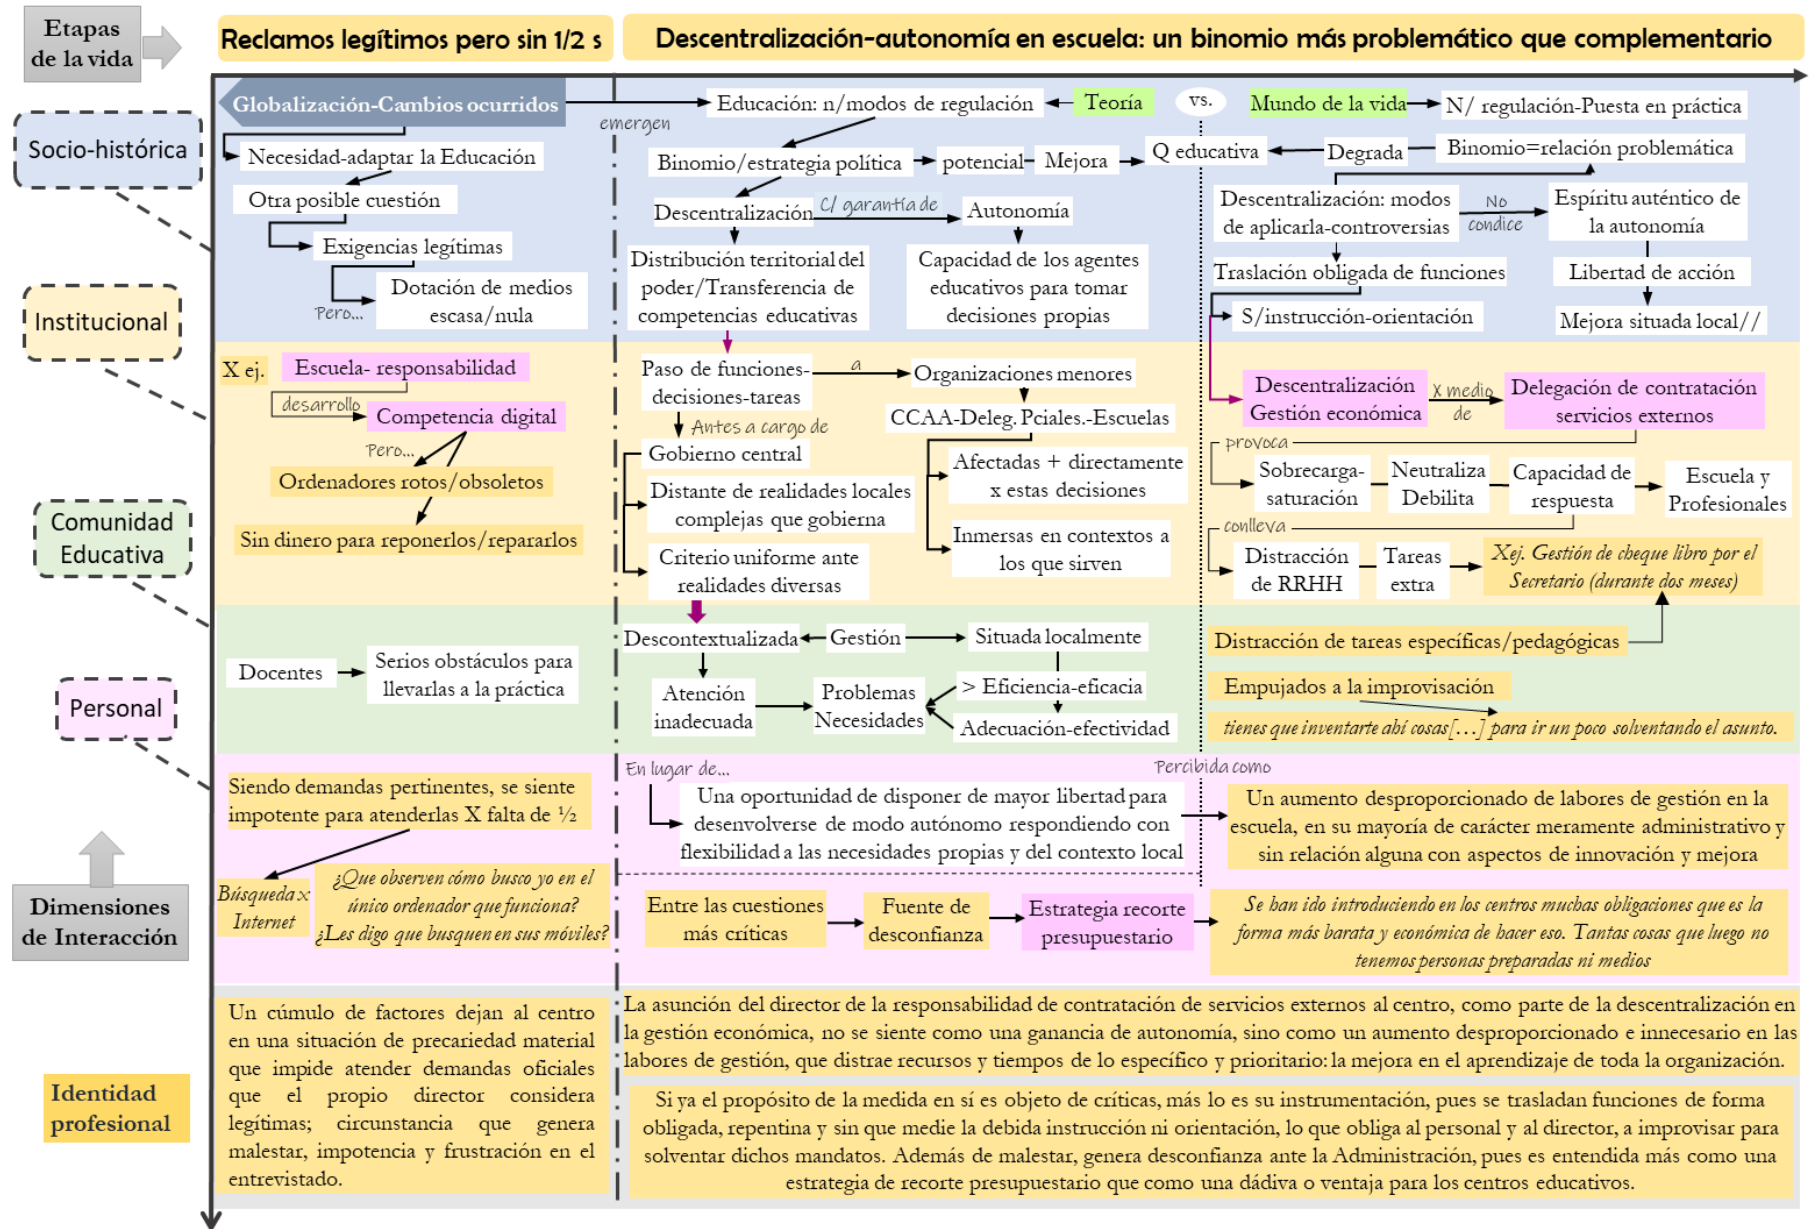 Etapas
de la vida
Reclamos legítimos pero sin 1/2 s
Descentralización-autonomía en escuela: un binomio más problemático que complementario
Socio-histórica
Institucional
Comunidad
Educativa
Personal
Dimensiones
de Interacción
Identidad
profesional
Globalización-Cambios ocurridos
emergen
Necesidad-adaptar la Educación
Otra posible cuestión
Exigencias legítimas
Pero...
Dotación de medios
escasa/nula
Educación: n/modos de regulación
Teoría
vs.
Mundo de la vida
N/ regulación-Puesta en práctica
Binomio/estrategia política
potencial
Mejora
Q educativa
Degrada
Binomio=relación problemática
Descentralización
C/ garantía de
Autonomía
Distribución territorial del
poder/Transferencia de
competencias educativas
Capacidad de los agentes
educativos para tomar
decisiones propias
Descentralización: modos
de aplicarla-controversias
No
condice
Espíritu auténtico de
la autonomía
Traslación obligada de funciones
Libertad de acción
S/instrucción-orientación
Mejora situada local//
X ej.
Escuela- responsabilidad
desarrollo
Competencia digital
Pero...
Ordenadores rotos/obsoletos
Sin dinero para reponerlos/repararlos
Paso de funciones-
decisiones-tareas
a
Organizaciones menores
Antes a cargo de
CCAA-Deleg. Pciales.-Escuelas
Gobierno central
Afectadas + directamente
x estas decisiones
Distante de realidades locales
complejas que gobierna
Inmersas en contextos a
los que sirven
Criterio uniforme ante
realidades diversas
Descentralización
Gestión económica
X medio
de
Delegación de contratación
servicios externos
provoca
Sobrecarga-
saturación
Neutraliza
Debilita
Capacidad de
respuesta
Escuela y
Profesionales
conlleva
Distracción
de RRHH
Tareas
extra
Xej. Gestión de cheque libro por el
Secretario (durante dos meses)
Docentes
Serios obstáculos para
llevarlas a la práctica
Descontextualizada
Gestión
Situada localmente
Atención
inadecuada
Problemas
Necesidades
> Eficiencia-eficacia
Adecuación-efectividad
Distracción de tareas específicas/pedagógicas
Empujados a la improvisación
tienes que inventarte ahí cosas[…] para ir un poco solventando el asunto.
Siendo demandas pertinentes, se siente
impotente para atenderlas X falta de ½
Búsqueda x
Internet
¿Que observen cómo busco yo en el
único ordenador que funciona?
¿Les digo que busquen en sus móviles?
En lugar de...
Percibida como
Una oportunidad de disponer de mayor libertad para
desenvolverse de modo autónomo respondiendo con
flexibilidad a las necesidades propias y del contexto local
Un aumento desproporcionado de labores de gestión en la
escuela, en su mayoría de carácter meramente administrativo y
sin relación alguna con aspectos de innovación y mejora
Entre las cuestiones
más críticas
Fuente de
desconfianza
Estrategia recorte
presupuestario
Se han ido introduciendo en los centros muchas obligaciones que es la
forma más barata y económica de hacer eso. Tantas cosas que luego no
tenemos personas preparadas ni medios
Un cúmulo de factores dejan al centro
en una situación de precariedad material
que impide atender demandas oficiales
que el propio director considera
legítimas; circunstancia que genera
malestar, impotencia y frustración en el
entrevistado.
La asunción del director de la responsabilidad de contratación de servicios externos al centro, como parte de la descentralización en
la gestión económica, no se siente como una ganancia de autonomía, sino como un aumento desproporcionado e innecesario en las
labores de gestión, que distrae recursos y tiempos de lo específico y prioritario: la mejora en el aprendizaje de toda la organización.
Si ya el propósito de la medida en sí es objeto de críticas, más lo es su instrumentación, pues se trasladan funciones de forma
obligada, repentina y sin que medie la debida instrucción ni orientación, lo que obliga al personal y al director, a improvisar para
solventar dichos mandatos. Además de malestar, genera desconfianza ante la Administración, pues es entendida más como una
estrategia de recorte presupuestario que como una dádiva o ventaja para los centros educativos.